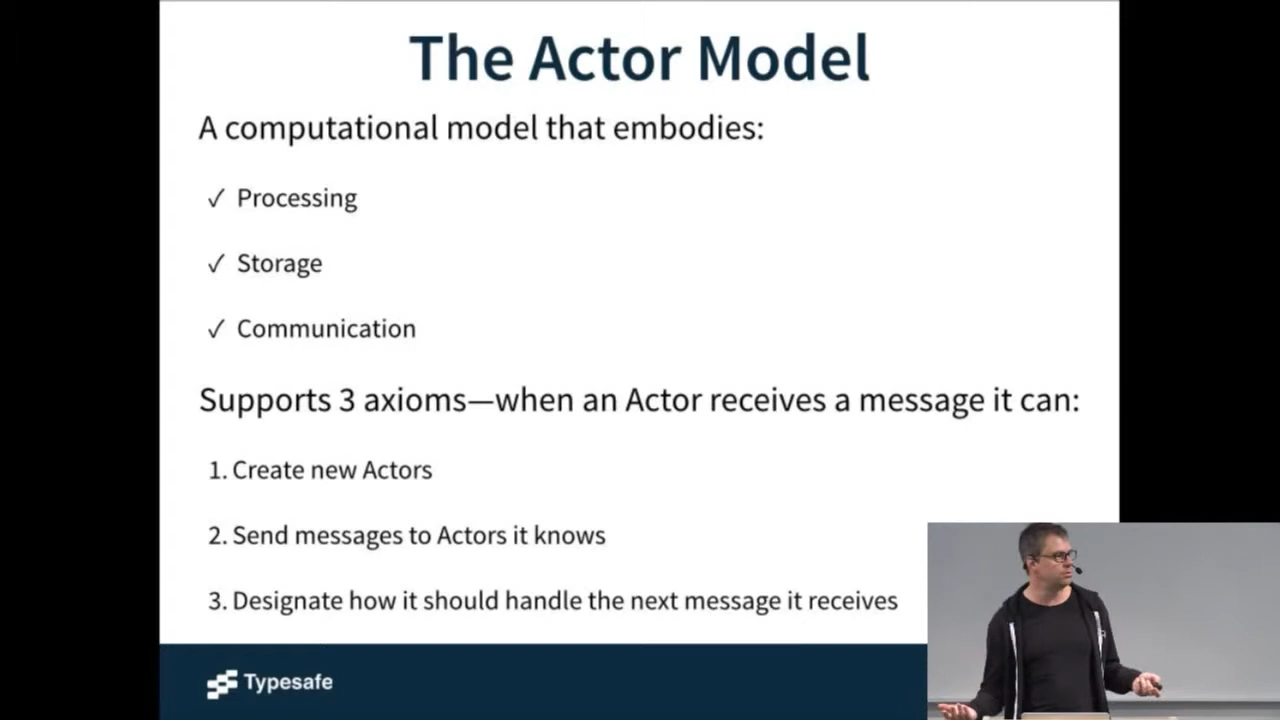 The Actor Model
A computational model that embodies:
✓ Processing
✓ Storage
✓ Communication
Supports 3 axioms—when an Actor receives a message it can:
1. Create new Actors
2. Send messages to Actors it knows
3. Designate how it should handle the next message it receives
Typesafe